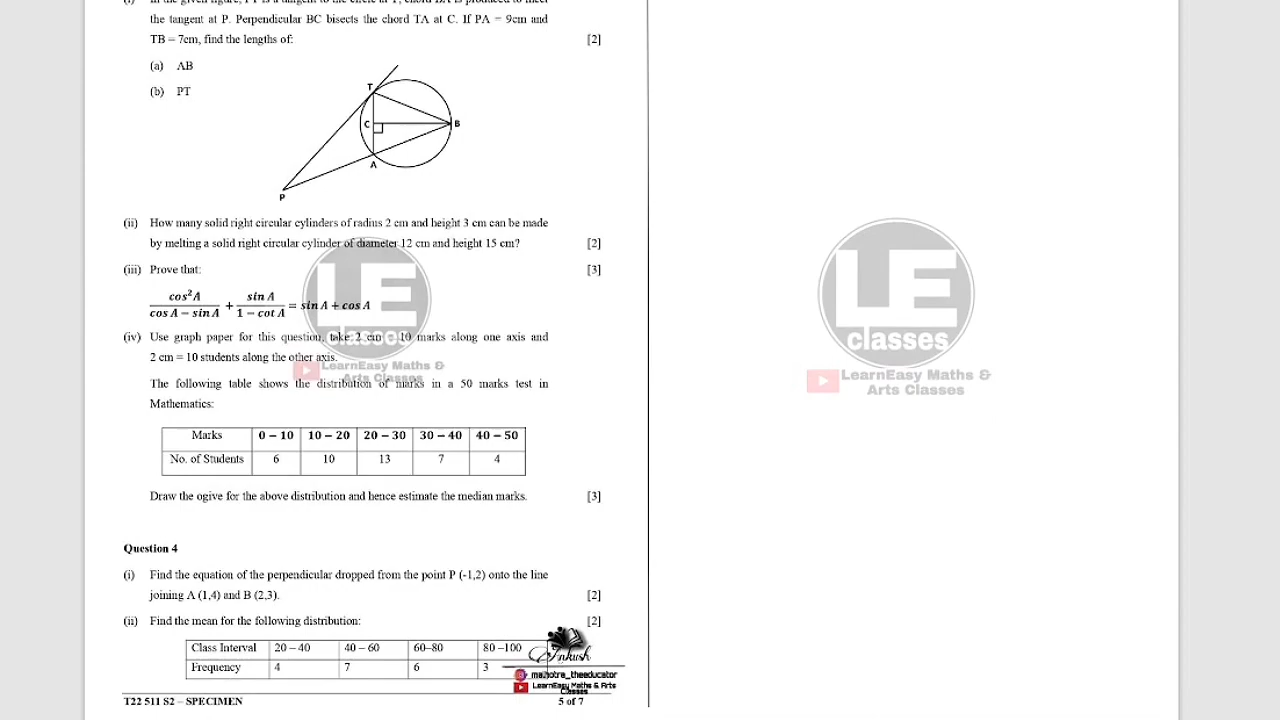 the tangent at P. Perpendicular BC bisects the chord TA at C. If PA = 9cm and
TB = 7cm, find the lengths of: [2]
(a) AB
(b) PT
T
C
B
A
P
(ii) How many solid right circular cylinders of radius 2 cm and height 3 cm can be made
by melting a solid right circular cylinder of diameter 12 cm and height 15 cm? [2]
(iii) Prove that: [3]
cos²A / (cos A − sin A) + sin A / (1 − cot A) = sin A + cos A
(iv) Use graph paper for this question, take 2 cm = 10 marks along one axis and
2 cm = 10 students along the other axis.
The following table shows the distribution of marks in a 50 marks test in
Mathematics:
Marks 0 − 10 10 − 20 20 − 30 30 − 40 40 − 50
No. of Students 6 10 13 7 4
Draw the ogive for the above distribution and hence estimate the median marks. [3]
Question 4
(i) Find the equation of the perpendicular dropped from the point P (-1,2) onto the line
joining A (1,4) and B (2,3). [2]
(ii) Find the mean for the following distribution: [2]
Class Interval 20 – 40 40 – 60 60–80 80 –100
Frequency 4 7 6 3
T22 511 S2 – SPECIMEN 5 of 7
LE
classes
LearnEasy Maths &
Arts Classes
Ankush
malhotra_theeducator
LearnEasy Maths & Arts
Classes
LE
classes
LearnEasy Maths &
Arts Classes